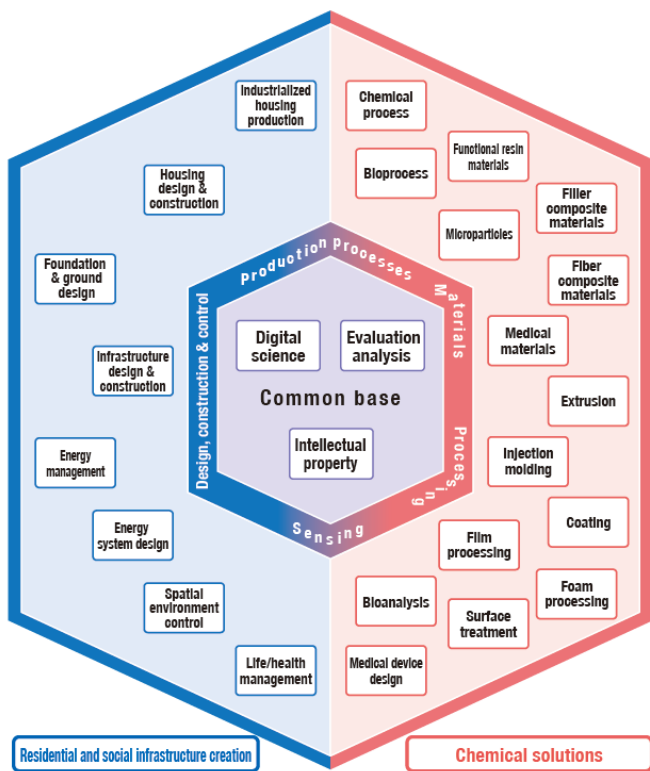 Industrialized
housing
production
Chemical
process
Functional resin
materials
Housing
design &
construction
Bioprocess
Filler
composite
materials
Microparticles
Foundation
& ground
design
Production processes
Materials
Fiber
composite
materials
Infrastructure
design &
construction
Design, construction & control
Digital
science
Evaluation
analysis
Medical
materials
Common base
Extrusion
Energy
management
Intellectual
property
Processing
Injection
molding
Energy
system design
Sensing
Film
processing
Coating
Spatial
environment
control
Bioanalysis
Surface
treatment
Foam
processing
Life/health
management
Medical device
design
Residential and social infrastructure creation
Chemical solutions